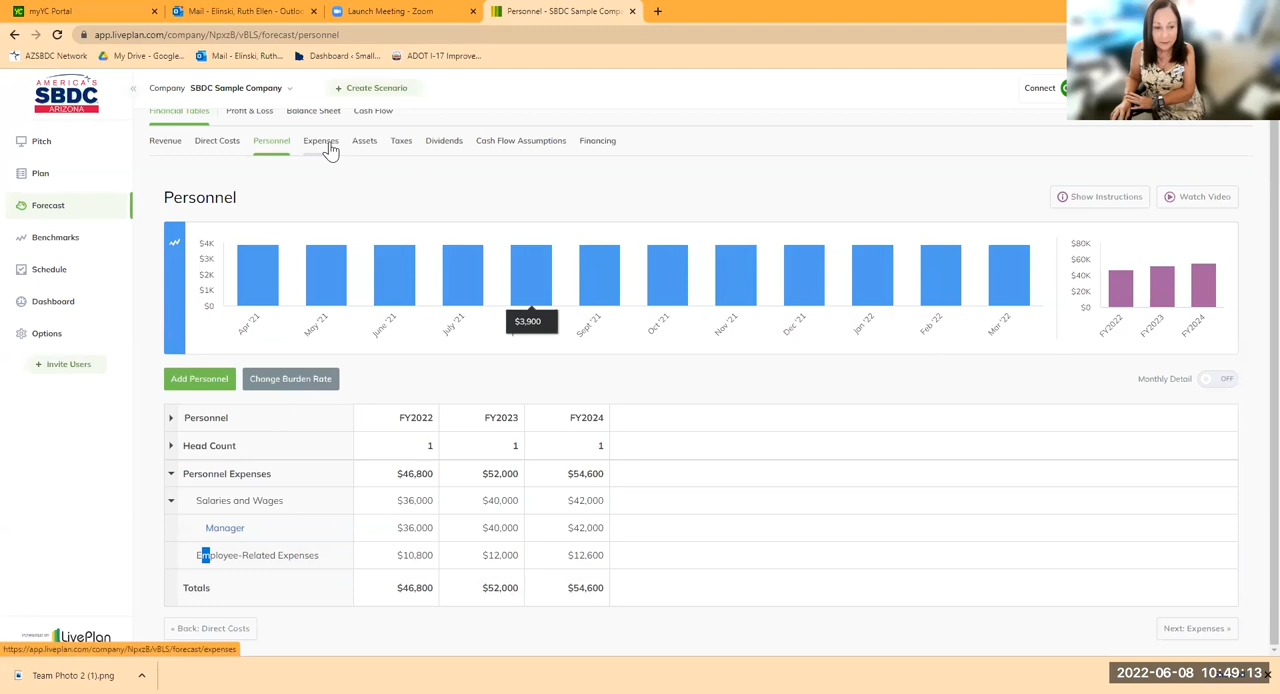 myYC Portal
Mail - Elinski, Ruth Ellen - Outloo
Launch Meeting - Zoom
Personnel - SBDC Sample Comp
app.liveplan.com/company/NpxzB/vBLS/forecast/personnel
AZSBDC Network
My Drive - Google...
Mail - Elinski, Ruth...
Dashboard < Small...
ADOT I-17 Improve...
AMERICA'S
SBDC
ARIZONA
Company SBDC Sample Company
+ Create Scenario
Connect
Financial Tables
Profit & Loss
Balance Sheet
Cash Flow
Revenue
Direct Costs
Personnel
Expenses
Assets
Taxes
Dividends
Cash Flow Assumptions
Financing
Pitch
Plan
Forecast
Benchmarks
Schedule
Dashboard
Options
+ Invite Users
Personnel
Show Instructions
Watch Video
$4K
$3K
$2K
$1K
$0
Apr '21
May '21
June '21
July '21
$3,900
Sept '21
Oct '21
Nov '21
Dec '21
Jan '22
Feb '22
Mar '22
$80K
$60K
$40K
$20K
$0
FY2022
FY2023
FY2024
Add Personnel
Change Burden Rate
Monthly Detail OFF
Personnel FY2022 FY2023 FY2024
Head Count 1 1 1
Personnel Expenses $46,800 $52,000 $54,600
Salaries and Wages $36,000 $40,000 $42,000
Manager $36,000 $40,000 $42,000
Employee-Related Expenses $10,800 $12,000 $12,600
Totals $46,800 $52,000 $54,600
« Back: Direct Costs
Next: Expenses »
POWERED BY LivePlan
https://app.liveplan.com/company/NpxzB/vBLS/forecast/expenses
Team Photo 2 (1).png
2022-06-08 10:49:13